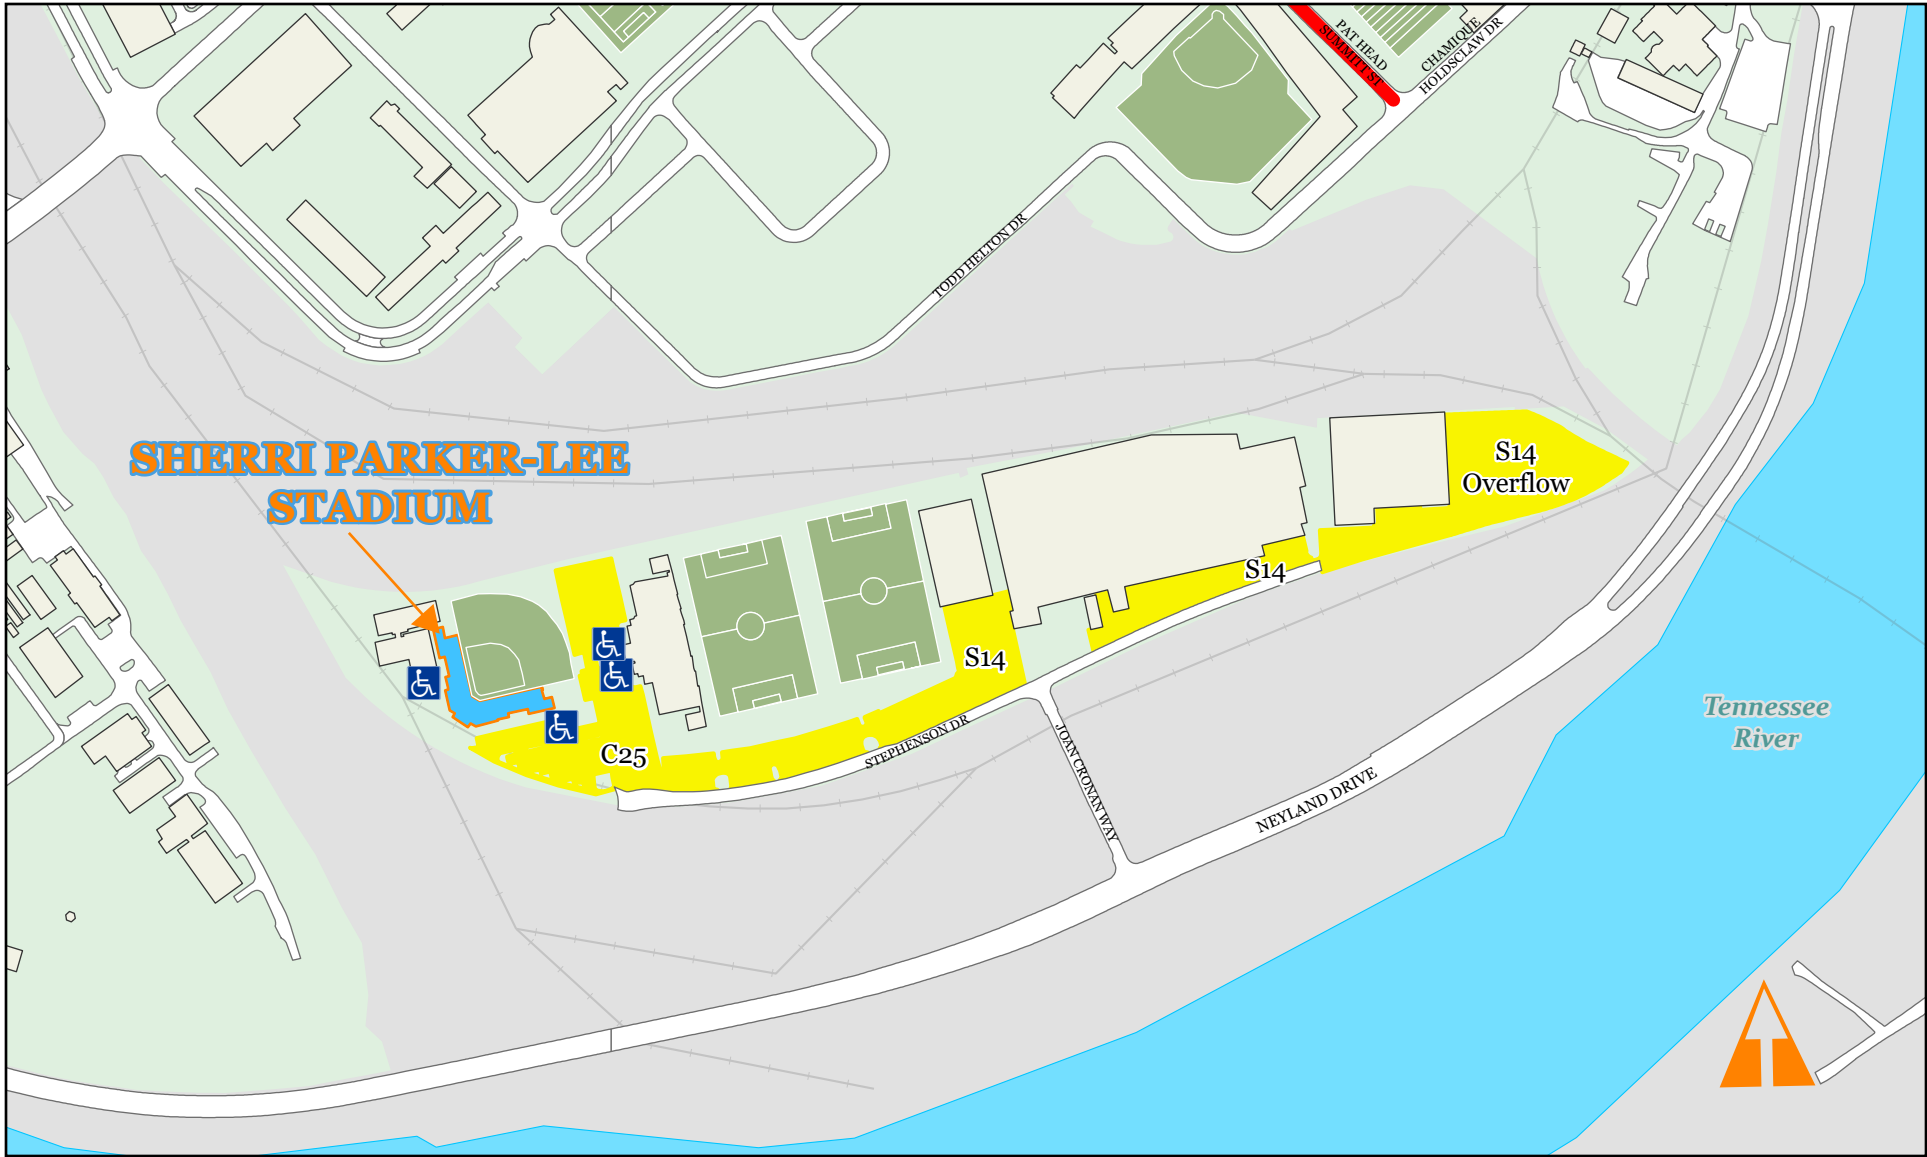 PAT HEAD
SUMMITT ST
CHAMIQUE
HOLDSCLAW DR
TODD HELTON DR
SHERRI PARKER-LEE
STADIUM
S14
Overflow
S14
S14
C25
STEPHENSON DR
JOAN CRONAN WAY
NEYLAND DRIVE
Tennessee
River